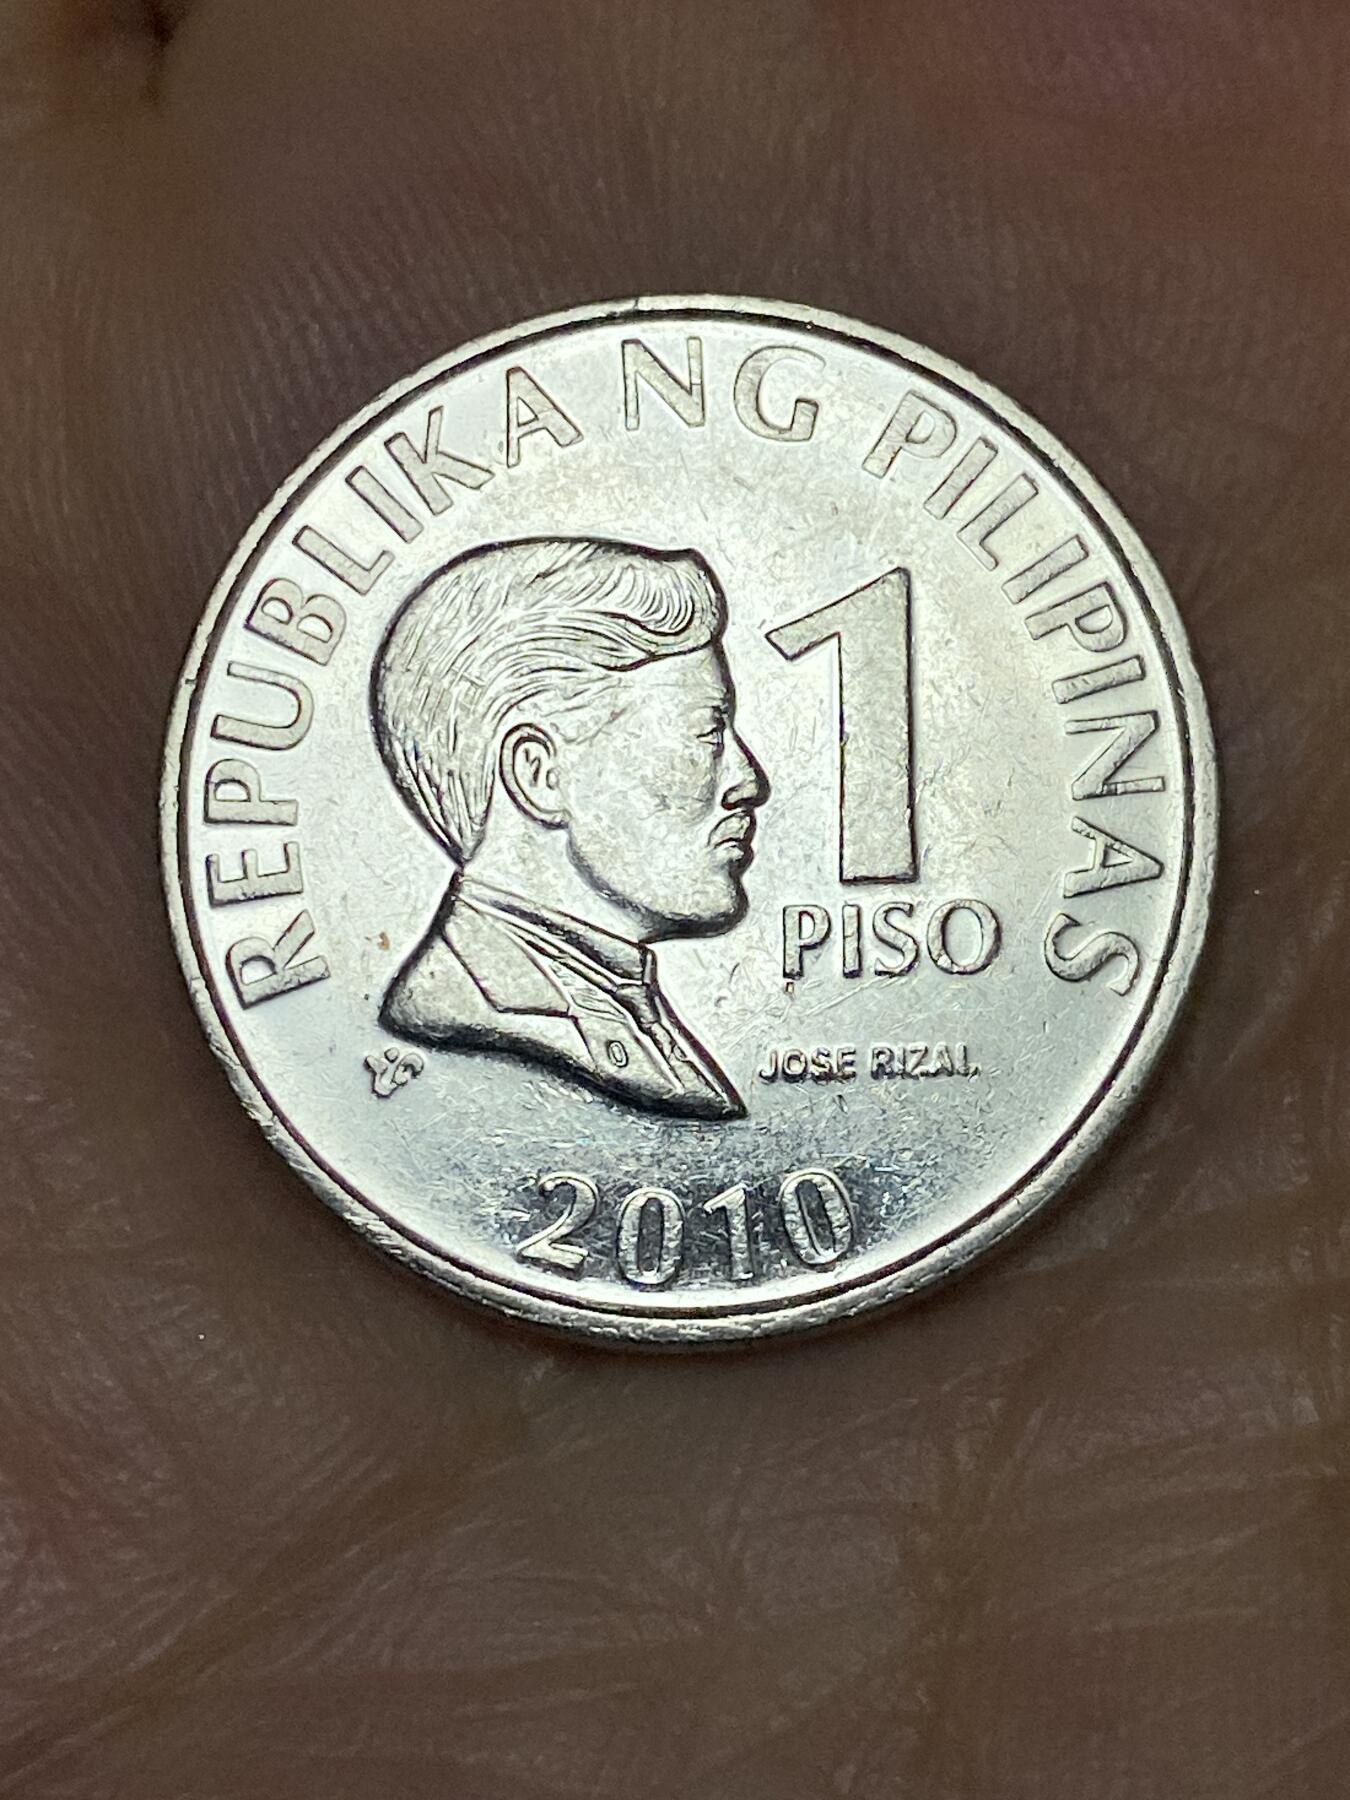 REPUBLIKA NG PILIPINAS
1
PISO
JOSE RIZAL
2010